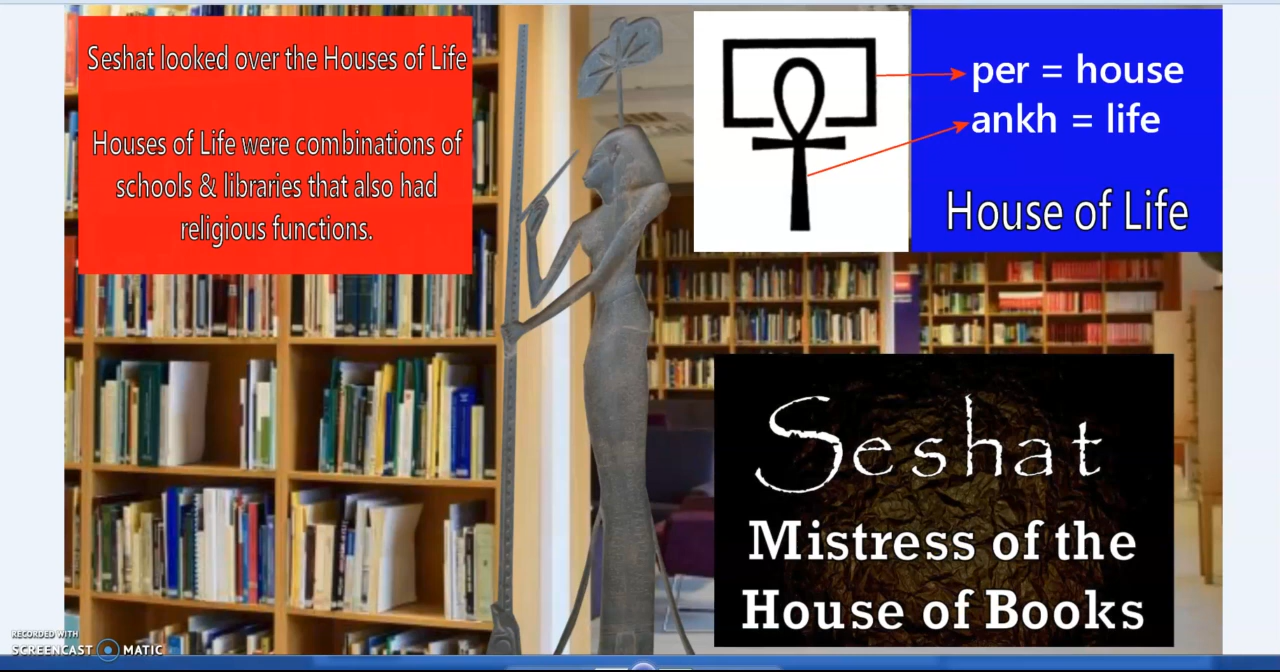 Seshat looked over the Houses of Life
Houses of Life were combinations of
schools & libraries that also had
religious functions.
per = house
ankh = life
House of Life
Seshat
Mistress of the
House of Books
RECORDED WITH
SCREENCAST MATIC